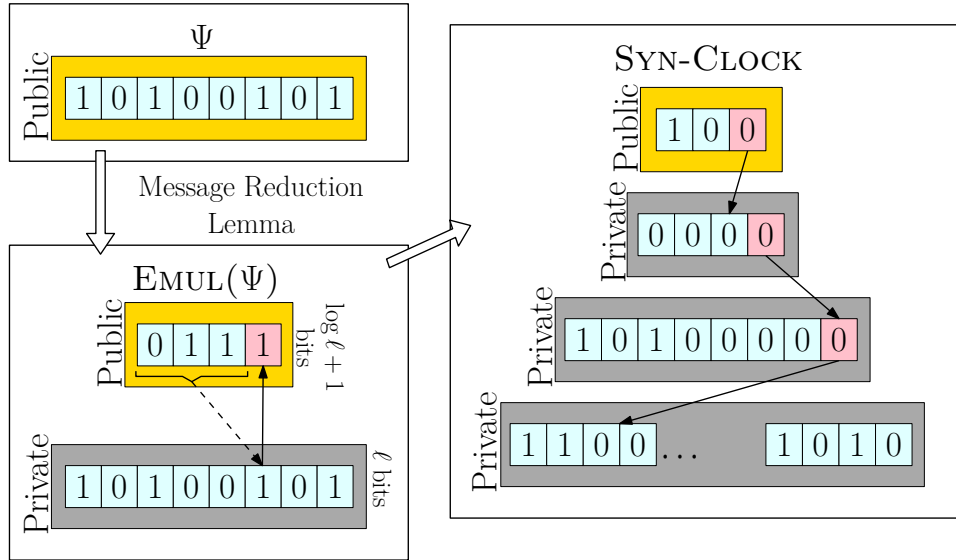 Ψ
Public
1 0 1 0 0 1 0 1
Message Reduction
Lemma
EMUL(Ψ)
Public
0 1 1 1
log ℓ + 1
bits
Private
1 0 1 0 0 1 0 1
ℓ bits
SYN-CLOCK
Public
1 0 0
Private
0 0 0 0
Private
1 0 1 0 0 0 0 0
Private
1 1 0 0 ... 1 0 1 0